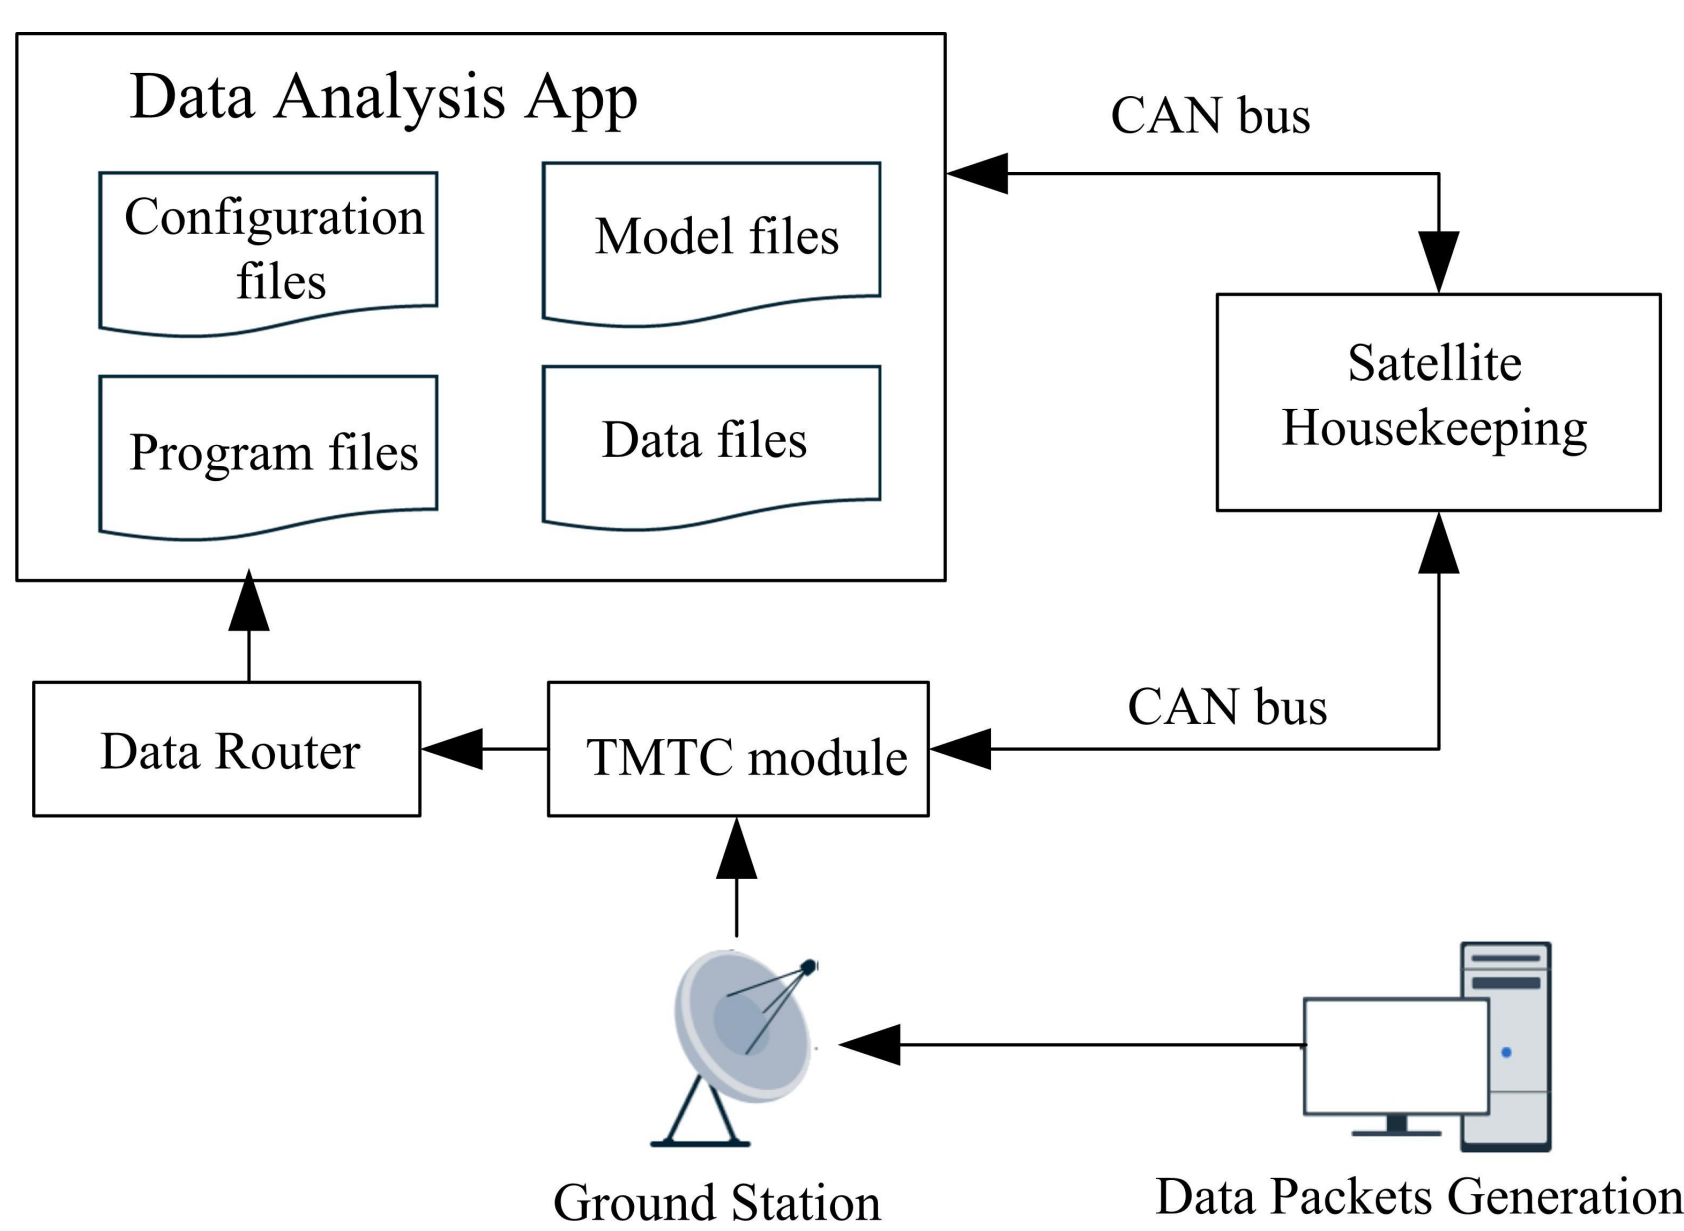 Data Analysis App
CAN bus
Configuration
files
Model files
Satellite
Housekeeping
Program files
Data files
CAN bus
Data Router
TMTC module
Ground Station
Data Packets Generation